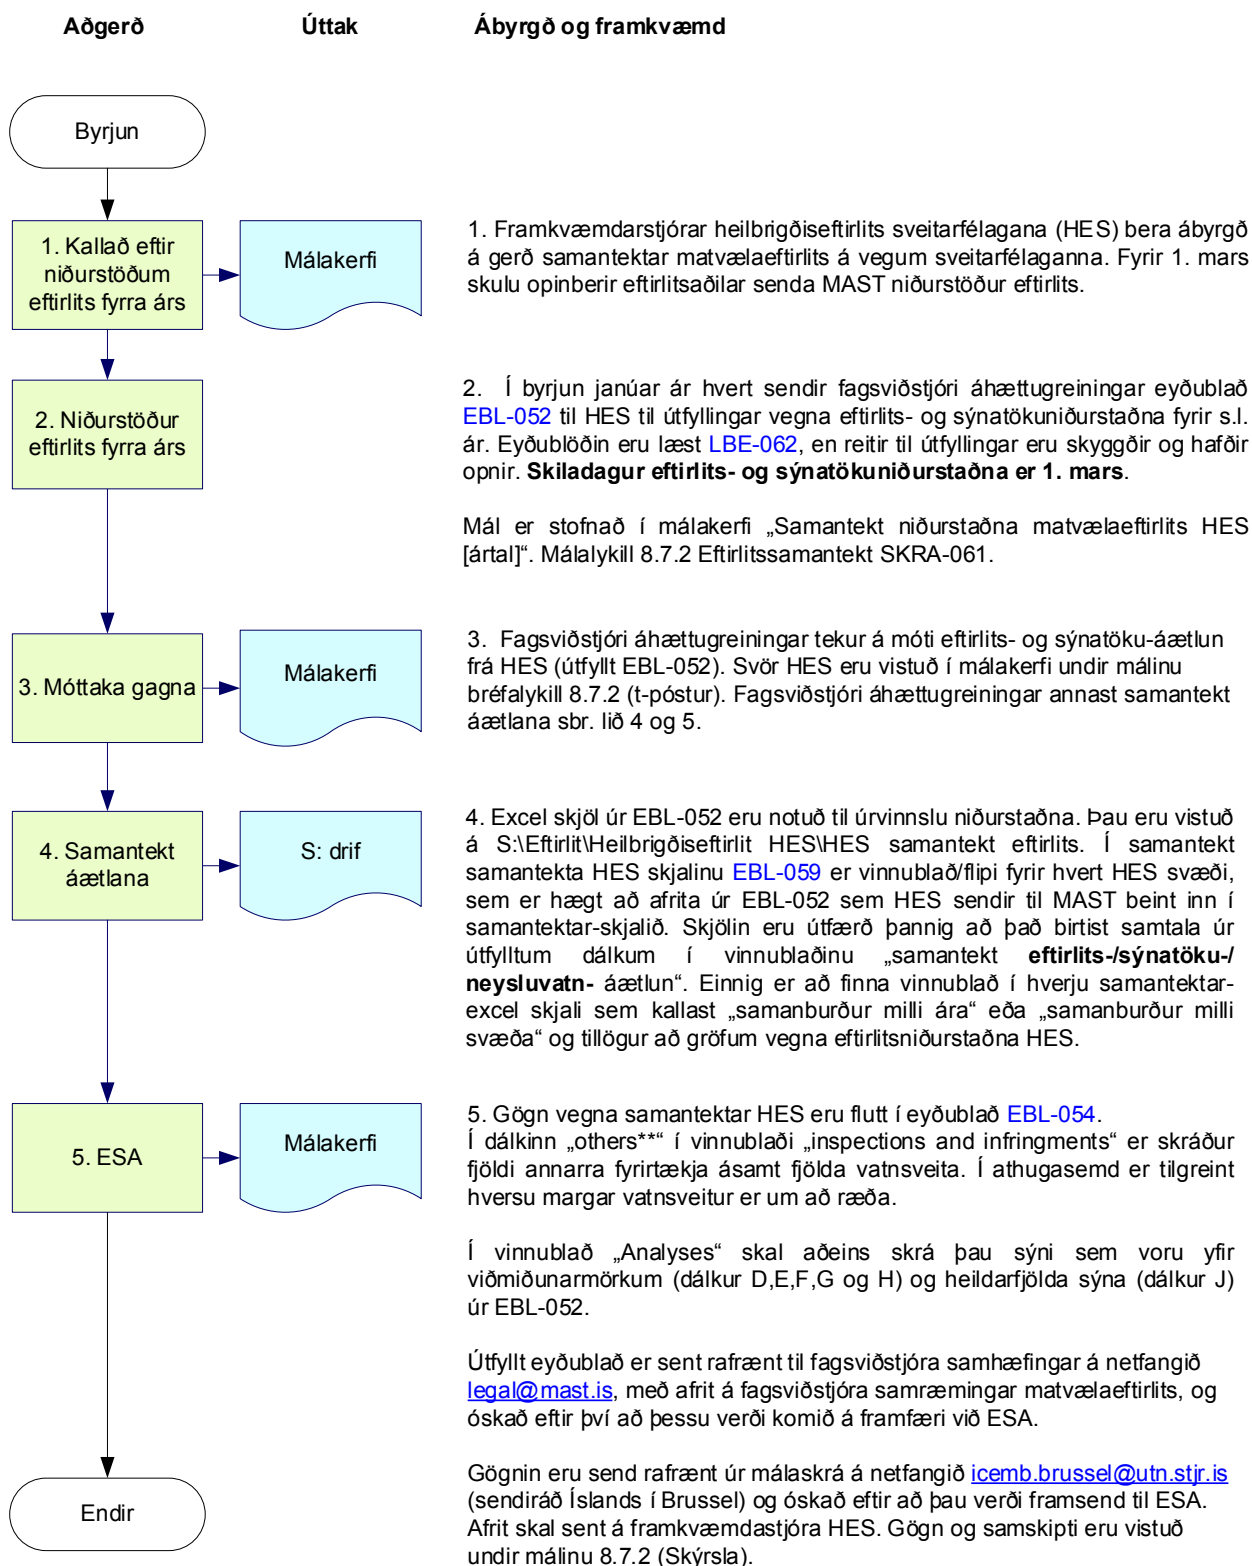 Aðgerð
Úttak
Ábyrgð og framkvæmd
Byrjun
1. Kallað eftir
niðurstöðum
eftirlits fyrra árs
Málakerfi
1. Framkvæmdarstjórar heilbrigðiseftirlits sveitarfélagana (HES) bera ábyrgð
á gerð samantektar matvælaeftirlits á vegum sveitarfélaganna. Fyrir 1. mars
skulu opinberir eftirlitsaðilar senda MAST niðurstöður eftirlits.
2. Niðurstöður
eftirlits fyrra árs
2. Í byrjun janúar ár hvert sendir fagsviðstjóri áhættugreiningar eyðublað
EBL-052 til HES til útfyllingar vegna eftirlits- og sýnatökuniðurstaðna fyrir s.l.
ár. Eyðublöðin eru læst LBE-062, en reitir til útfyllingar eru skyggðir og hafðir
opnir. Skiladagur eftirlits- og sýnatökuniðurstaðna er 1. mars.
Mál er stofnað í málakerfi „Samantekt niðurstaðna matvælaeftirlits HES
[ártal]“. Málalykill 8.7.2 Eftirlitssamantekt SKRA-061.
3. Móttaka gagna
Málakerfi
3. Fagsviðstjóri áhættugreiningar tekur á móti eftirlits- og sýnatöku-áætlun
frá HES (útfyllt EBL-052). Svör HES eru vistuð í málakerfi undir málinu
bréfalykill 8.7.2 (t-póstur). Fagsviðstjóri áhættugreiningar annast samantekt
áætlana sbr. lið 4 og 5.
4. Samantekt
áætlana
S: drif
4. Excel skjöl úr EBL-052 eru notuð til úrvinnslu niðurstaðna. Þau eru vistuð
á S:\Eftirlit\Heilbrigðiseftirlit HES\HES samantekt eftirlits. Í samantekt
samantekta HES skjalinu EBL-059 er vinnublað/flipi fyrir hvert HES svæði,
sem er hægt að afrita úr EBL-052 sem HES sendir til MAST beint inn í
samantektar-skjalið. Skjölin eru útfærð þannig að það birtist samtala úr
útfylltum dálkum í vinnublaðinu „samantekt eftirlits-/sýnatöku-/
neysluvatn- áætlun“. Einnig er að finna vinnublað í hverju samantektar-
excel skjali sem kallast „samanburður milli ára“ eða „samanburður milli
svæða“ og tillögur að gröfum vegna eftirlitsniðurstaðna HES.
5. ESA
Málakerfi
5. Gögn vegna samantektar HES eru flutt í eyðublað EBL-054.
Í dálkinn „others**“ í vinnublaði „inspections and infringments“ er skráður
fjöldi annarra fyrirtækja ásamt fjölda vatnsveita. Í athugasemd er tilgreint
hversu margar vatnsveitur er um að ræða.
Í vinnublað „Analyses“ skal aðeins skrá þau sýni sem voru yfir
viðmiðunarmörkum (dálkur D,E,F,G og H) og heildarfjölda sýna (dálkur J)
úr EBL-052.
Útfyllt eyðublað er sent rafrænt til fagsviðstjóra samhæfingar á netfangið
legal@mast.is, með afrit á fagsviðstjóra samræmingar matvælaeftirlits, og
óskað eftir því að þessu verði komið á framfæri við ESA.
Gögnin eru send rafrænt úr málaskrá á netfangið icemb.brussel@utn.stjr.is
(sendiráð Íslands í Brussel) og óskað eftir að þau verði framsend til ESA.
Afrit skal sent á framkvæmdastjóra HES. Gögn og samskipti eru vistuð
undir málinu 8.7.2 (Skýrsla).
Endir